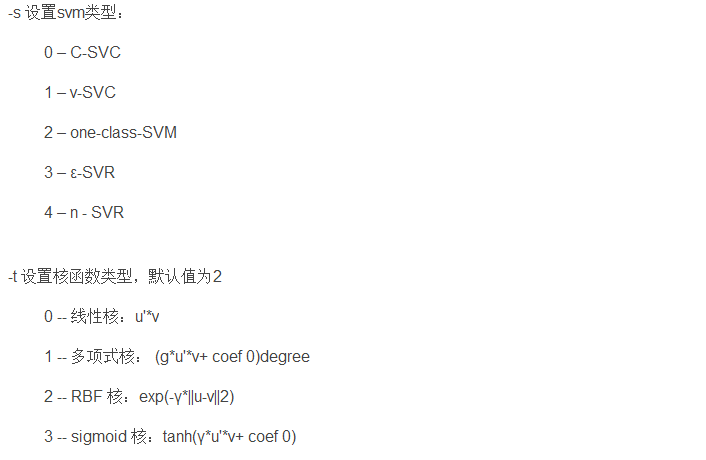 -s 设置svm类型：
0 – C-SVC
1 – v-SVC
2 – one-class-SVM
3 – ε-SVR
4 – n - SVR
-t 设置核函数类型，默认值为2
0 -- 线性核：u'*v
1 -- 多项式核： (g*u'*v+ coef 0)degree
2 -- RBF 核：exp(-γ*||u-v||2)
3 -- sigmoid 核：tanh(γ*u'*v+ coef 0)